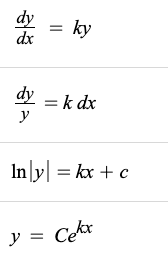 dy/dx = ky
dy/y = k dx
ln|y| = kx + c
y = Ce^{kx}